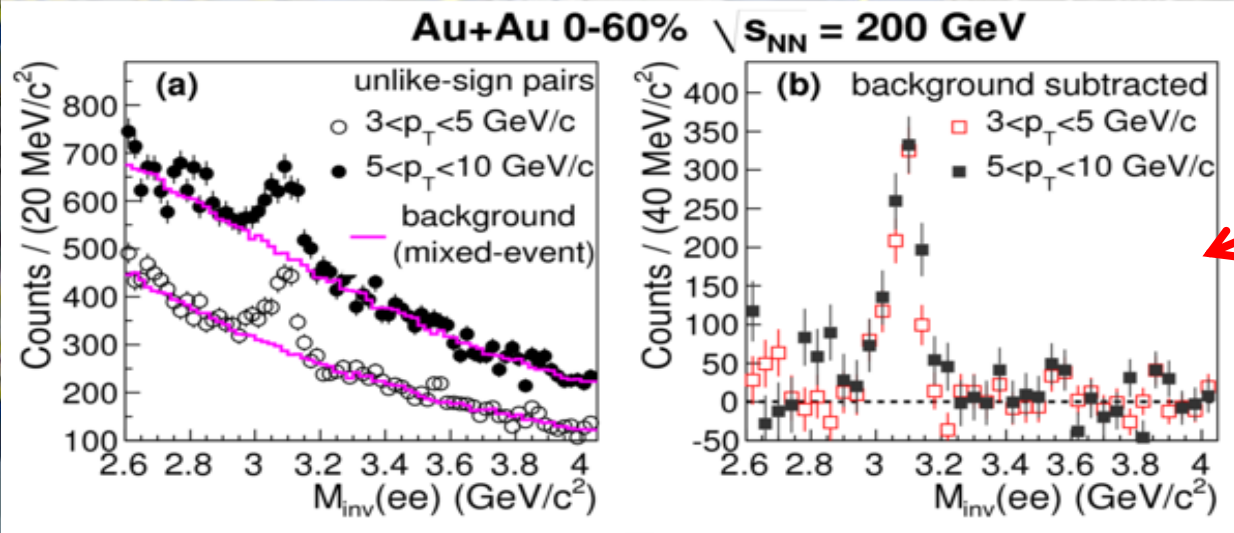 Au+Au 0-60% √sNN = 200 GeV
(a) unlike-sign pairs
3<pT<5 GeV/c
5<pT<10 GeV/c
background
(mixed-event)
Counts / (20 MeV/c²)
800
700
600
500
400
300
200
100
2.6 2.8 3 3.2 3.4 3.6 3.8 4
Minv(ee) (GeV/c²)
(b) background subtracted
3<pT<5 GeV/c
5<pT<10 GeV/c
Counts / (40 MeV/c²)
400
350
300
250
200
150
100
50
0
-50
2.6 2.8 3 3.2 3.4 3.6 3.8 4
Minv(ee) (GeV/c²)